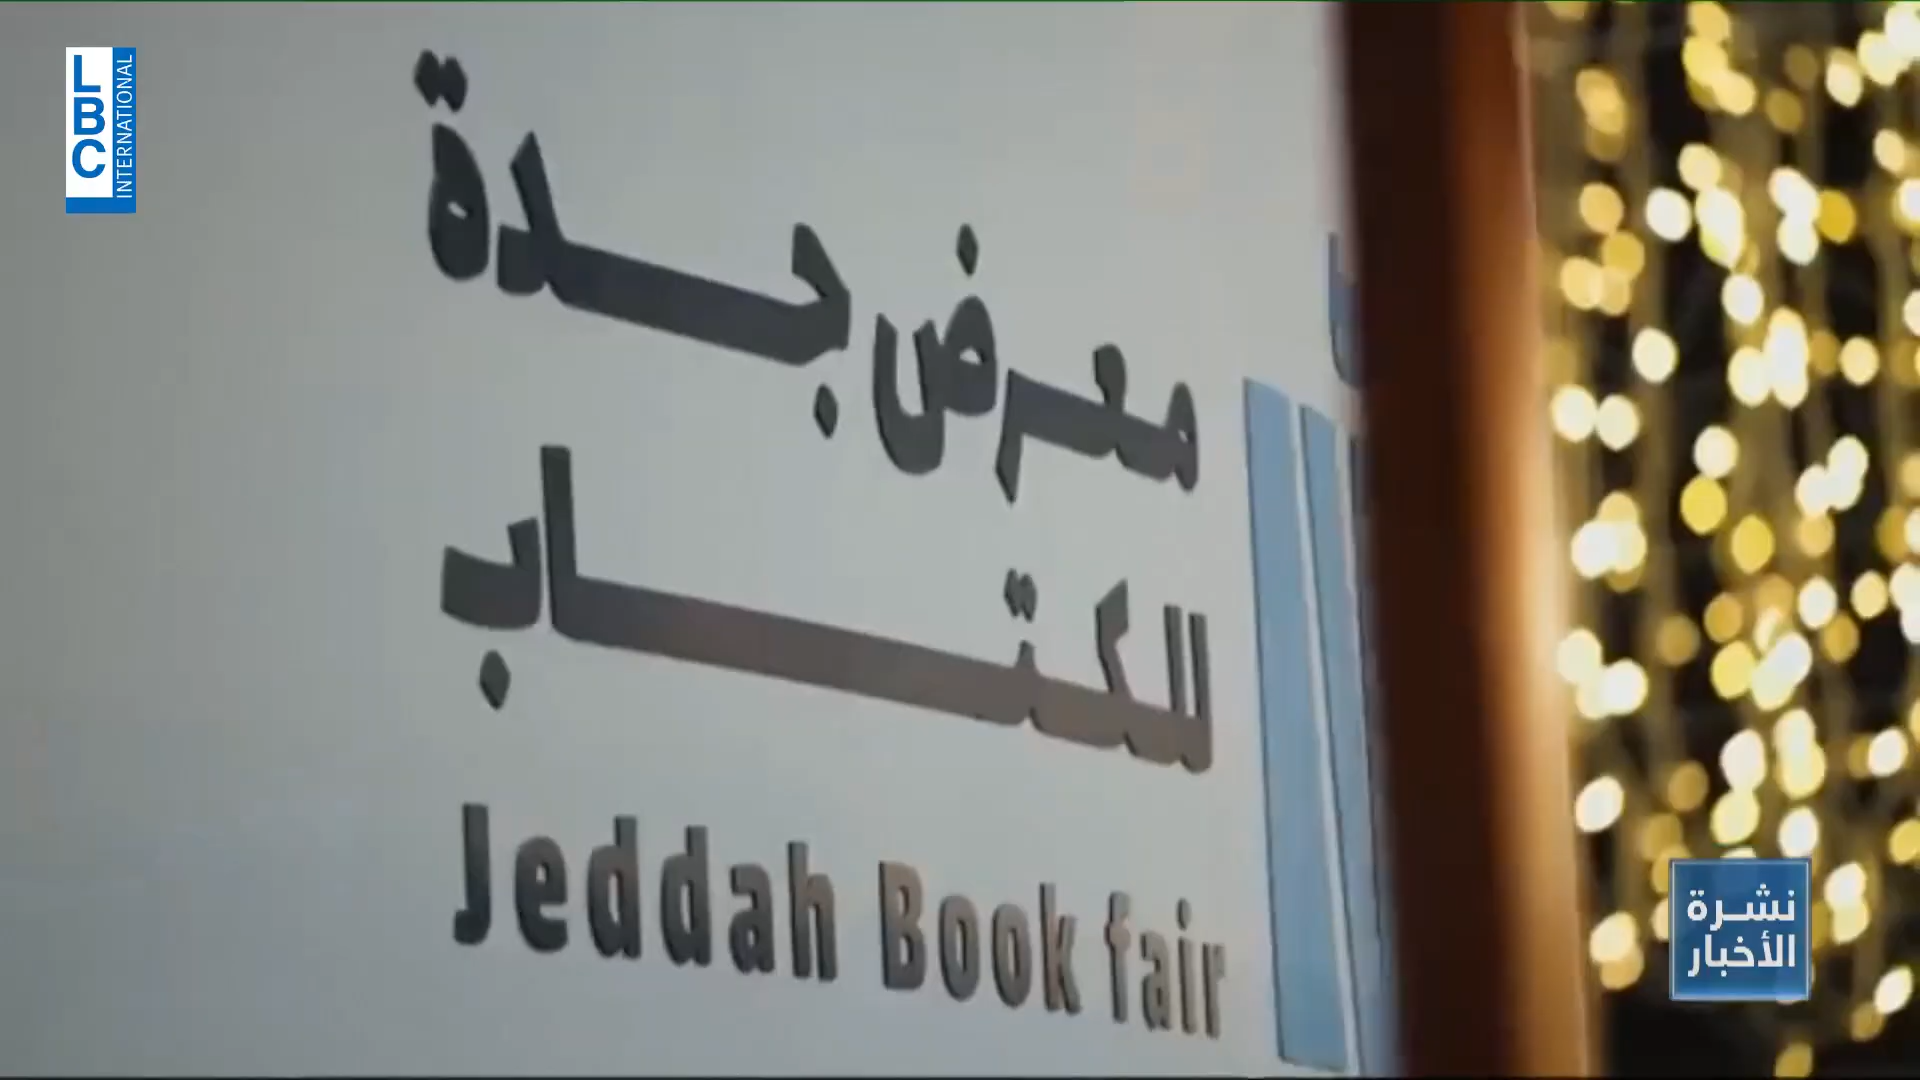 LBC
INTERNATIONAL
معرض جدة
للكتاب
Jeddah Book fair
نشرة
الأخبار